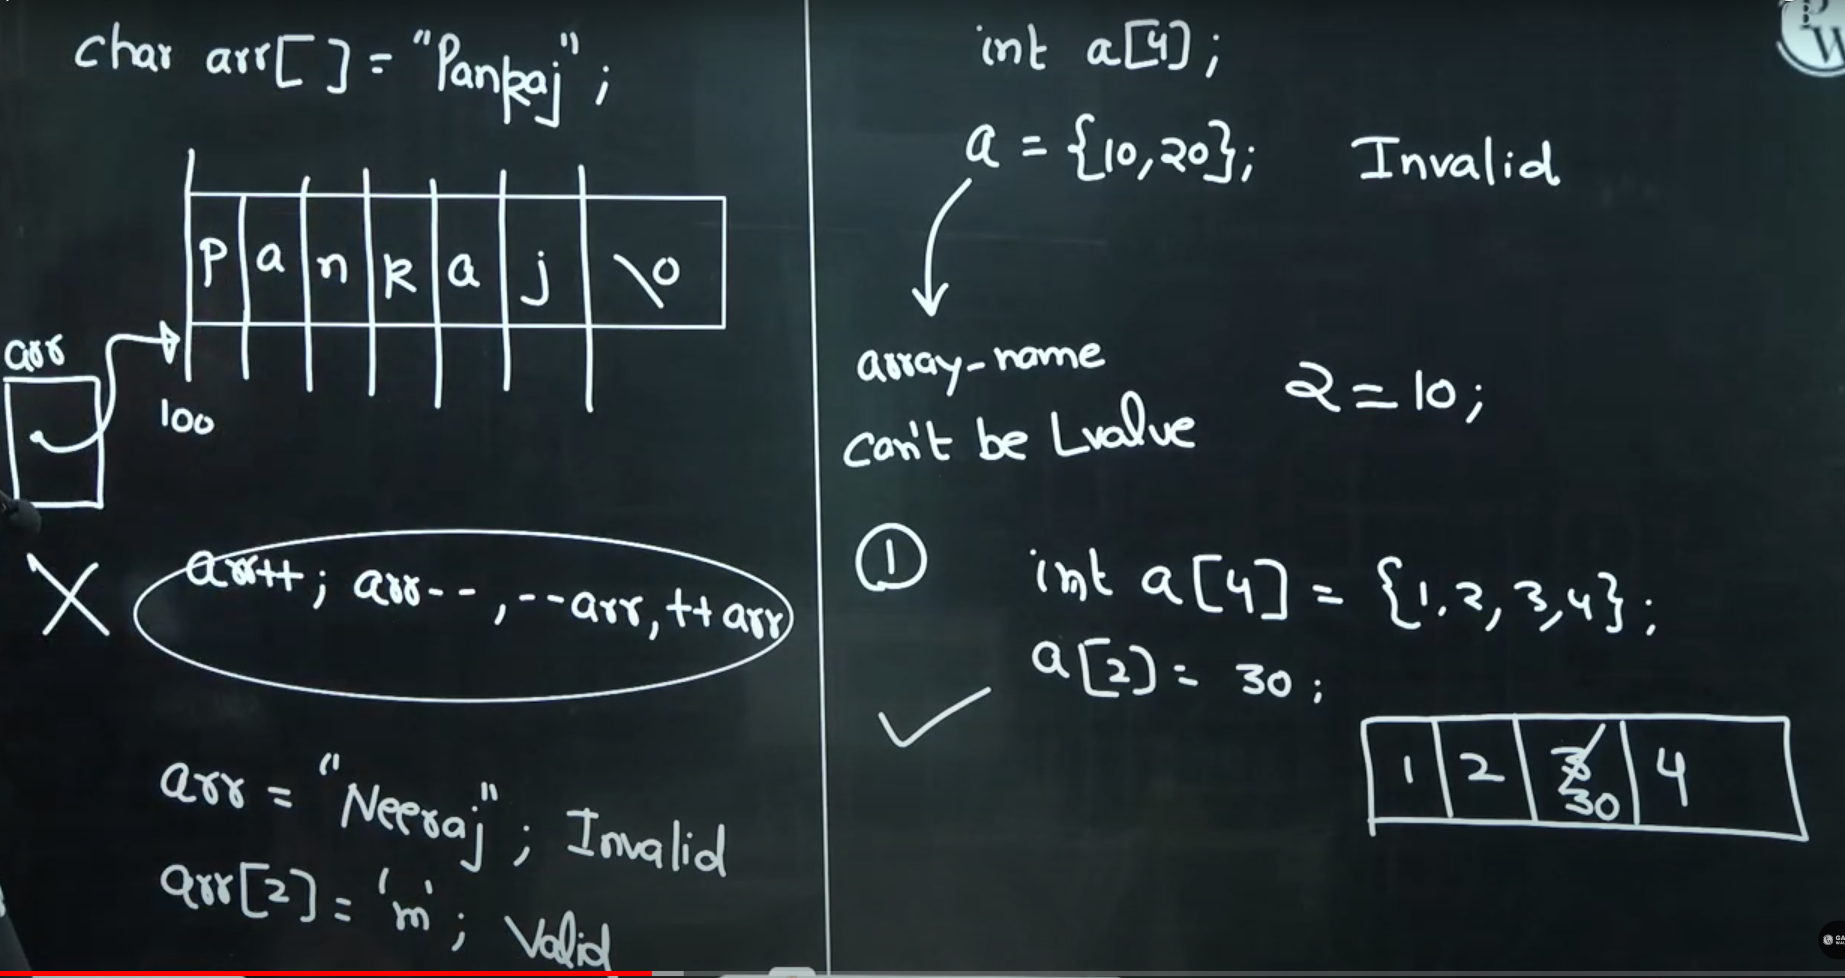 char arr[ ] = "Pankaj";
P a n k a j \0
arr
100
arr++; arr--, --arr, ++arr
arr = "Neeraj"; Invalid
arr[2] = 'm'; Valid
int a[4];
a = {10,20}; Invalid
array-name
can't be Lvalue
2 = 10;
1
int a[4] = {1,2,3,4};
a[2] = 30;
1 2 3 4
30
PW